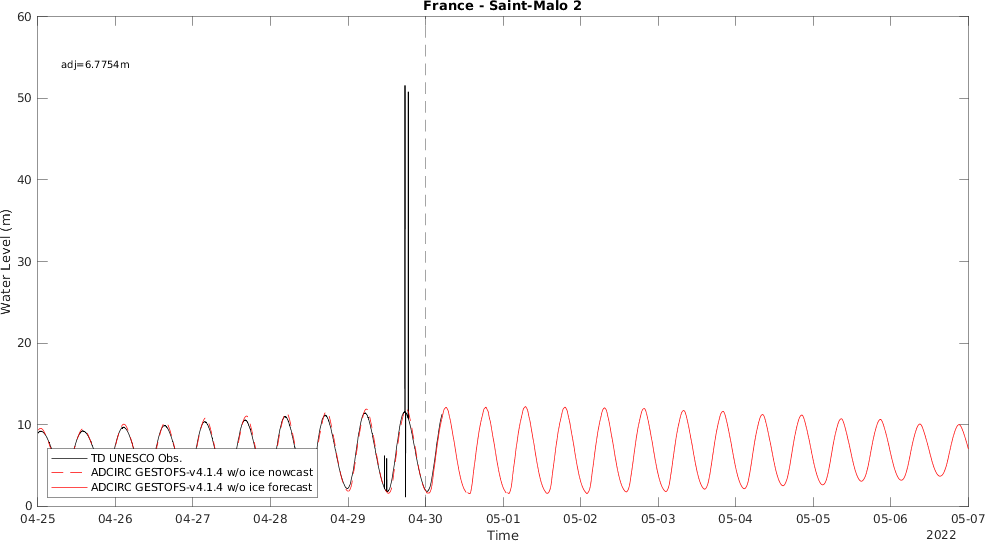 France - Saint-Malo 2
60
50
40
30
20
10
0
Water Level (m)
adj=6.7754m
TD UNESCO Obs.
ADCIRC GESTOFS-v4.1.4 w/o ice nowcast
ADCIRC GESTOFS-v4.1.4 w/o ice forecast
04-25 04-26 04-27 04-28 04-29 04-30 05-01 05-02 05-03 05-04 05-05 05-06 05-07
Time
2022